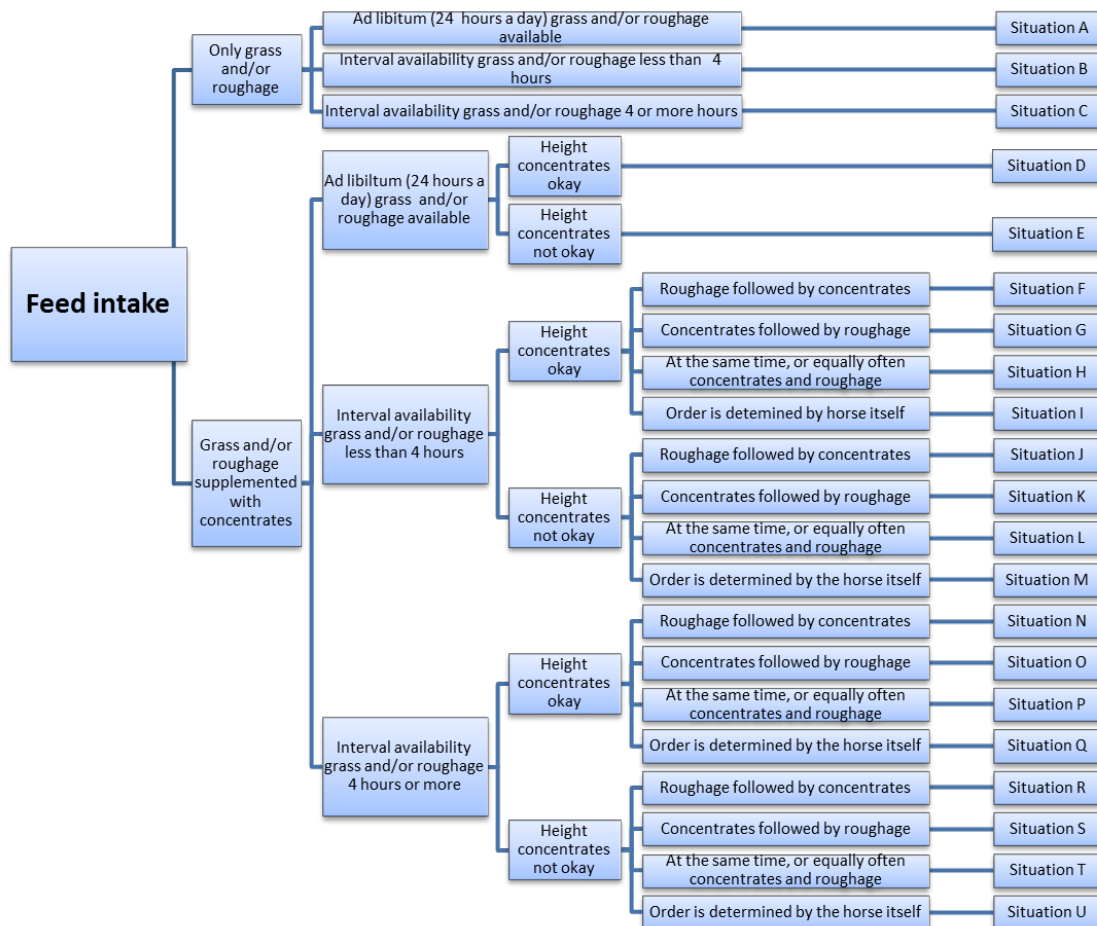 Feed intake
Only grass
and/or
roughage
Ad libitum (24 hours a day) grass and/or roughage
available
Situation A
Interval availability grass and/or roughage less than 4
hours
Situation B
Interval availability grass and/or roughage 4 or more hours
Situation C
Grass and/or
roughage
supplemented
with
concentrates
Ad libiltum (24 hours a
day) grass and/or
roughage available
Height
concentrates
okay
Situation D
Height
concentrates
not okay
Situation E
Interval availability
grass and/or roughage
less than 4 hours
Height
concentrates
okay
Roughage followed by concentrates
Situation F
Concentrates followed by roughage
Situation G
At the same time, or equally often
concentrates and roughage
Situation H
Order is detemined by horse itself
Situation I
Height
concentrates
not okay
Roughage followed by concentrates
Situation J
Concentrates followed by roughage
Situation K
At the same time, or equally often
concentrates and roughage
Situation L
Order is determined by the horse itself
Situation M
Interval availability
grass and/or roughage
4 hours or more
Height
concentrates
okay
Roughage followed by concentrates
Situation N
Concentrates followed by roughage
Situation O
At the same time, or equally often
concentrates and roughage
Situation P
Order is determined by the horse itself
Situation Q
Height
concentrates
not okay
Roughage followed by concentrates
Situation R
Concentrates followed by roughage
Situation S
At the same time, or equally often
concentrates and roughage
Situation T
Order is determined by the horse itself
Situation U